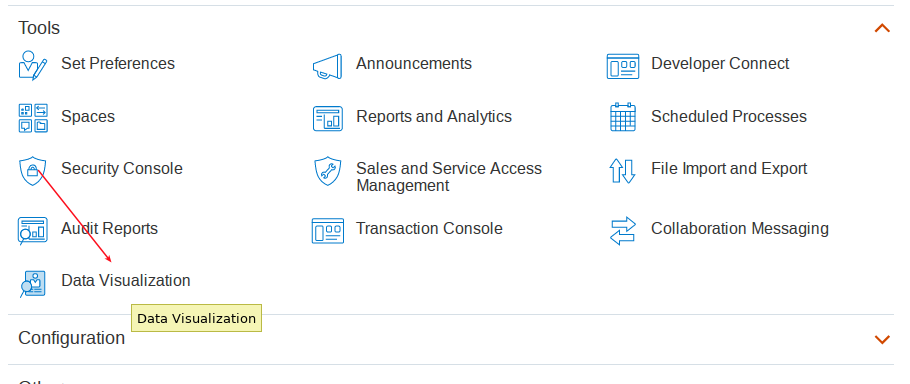 Tools
Set Preferences
Announcements
Developer Connect
Spaces
Reports and Analytics
Scheduled Processes
Security Console
Sales and Service Access
Management
File Import and Export
Audit Reports
Transaction Console
Collaboration Messaging
Data Visualization
Data Visualization
Configuration